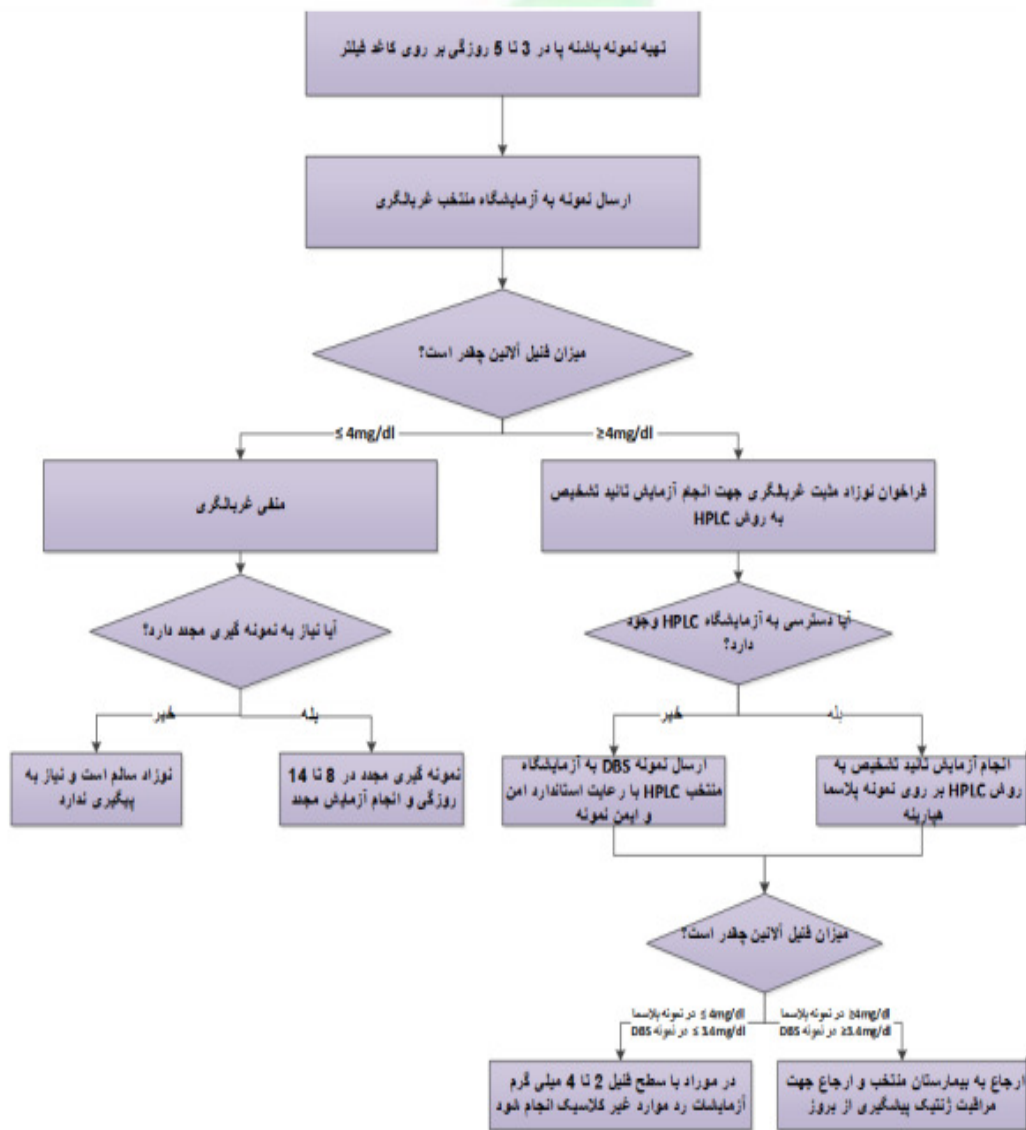 تهیه نمونه پاشنه پا در 3 تا 5 روزگی بر روی کاغذ فیلتر
ارسال نمونه به آزمایشگاه منتخب غربالگری
میزان فنیل آلانین چقدر است؟
≤ 4mg/dl
≥4mg/dl
منفی غربالگری
فراخوان نوزاد مثبت غربالگری جهت انجام آزمایش تائید تشخیص
به روش HPLC
آیا نیاز به نمونه گیری مجدد دارد؟
آیا دسترسی به آزمایشگاه HPLC وجود
دارد؟
خیر
بله
خیر
بله
نوزاد سالم است و نیاز به
پیگیری ندارد
نمونه گیری مجدد در 8 تا 14
روزگی و انجام آزمایش مجدد
ارسال نمونه DBS به آزمایشگاه
منتخب HPLC با رعایت استاندارد امن
و ایمن نمونه
انجام آزمایش تائید تشخیص به
روش HPLC بر روی نمونه پلاسما
هپارینه
میزان فنیل آلانین چقدر است؟
≤ 4mg/dl در نمونه پلاسما
≤ 3.4mg/dl در نمونه DBS
≥4mg/dl در نمونه پلاسما
≥3.4mg/dl در نمونه DBS
در موراد با سطح فنیل 2 تا 4 میلی گرم
آزمایشات رد موارد غیر کلاسیک انجام شود
ارجاع به بیمارستان منتخب و ارجاع جهت
مراقبت ژنتیک پیشگیری از بروز